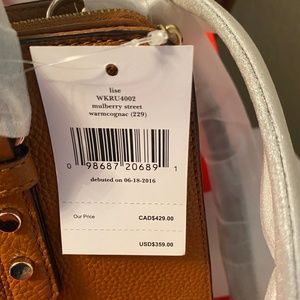 lise
WKRU4002
mulberry street
warmcognac (229)
0 98687 20689 1
debuted on 06-18-2016
Our Price
CAD$429.00
USD$359.00